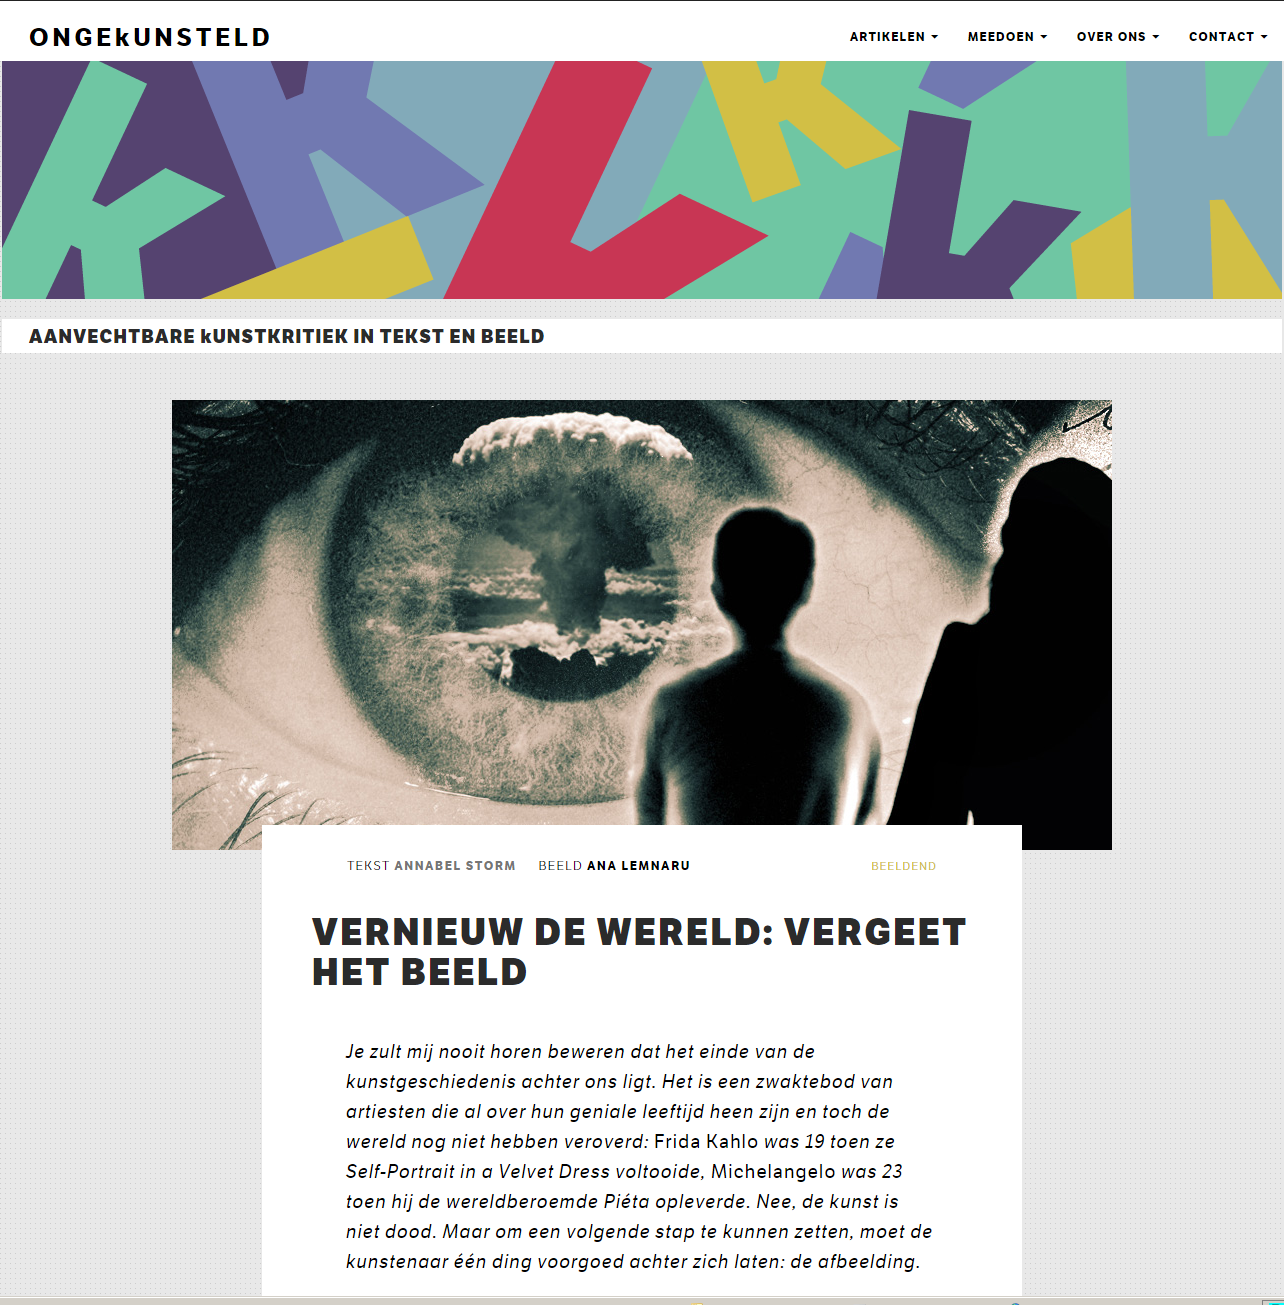 ONGEkUNSTELD
ARTIKELEN MEEDOEN OVER ONS CONTACT
AANVECHTBARE kUNSTKRITIEK IN TEKST EN BEELD
TEKST ANNABEL STORM BEELD ANA LEMNARU BEELDEND
VERNIEUW DE WERELD: VERGEET
HET BEELD
Je zult mij nooit horen beweren dat het einde van de
kunstgeschiedenis achter ons ligt. Het is een zwaktebod van
artiesten die al over hun geniale leeftijd heen zijn en toch de
wereld nog niet hebben veroverd: Frida Kahlo was 19 toen ze
Self-Portrait in a Velvet Dress voltooide, Michelangelo was 23
toen hij de wereldberoemde Piéta opleverde. Nee, de kunst is
niet dood. Maar om een volgende stap te kunnen zetten, moet de
kunstenaar één ding voorgoed achter zich laten: de afbeelding.